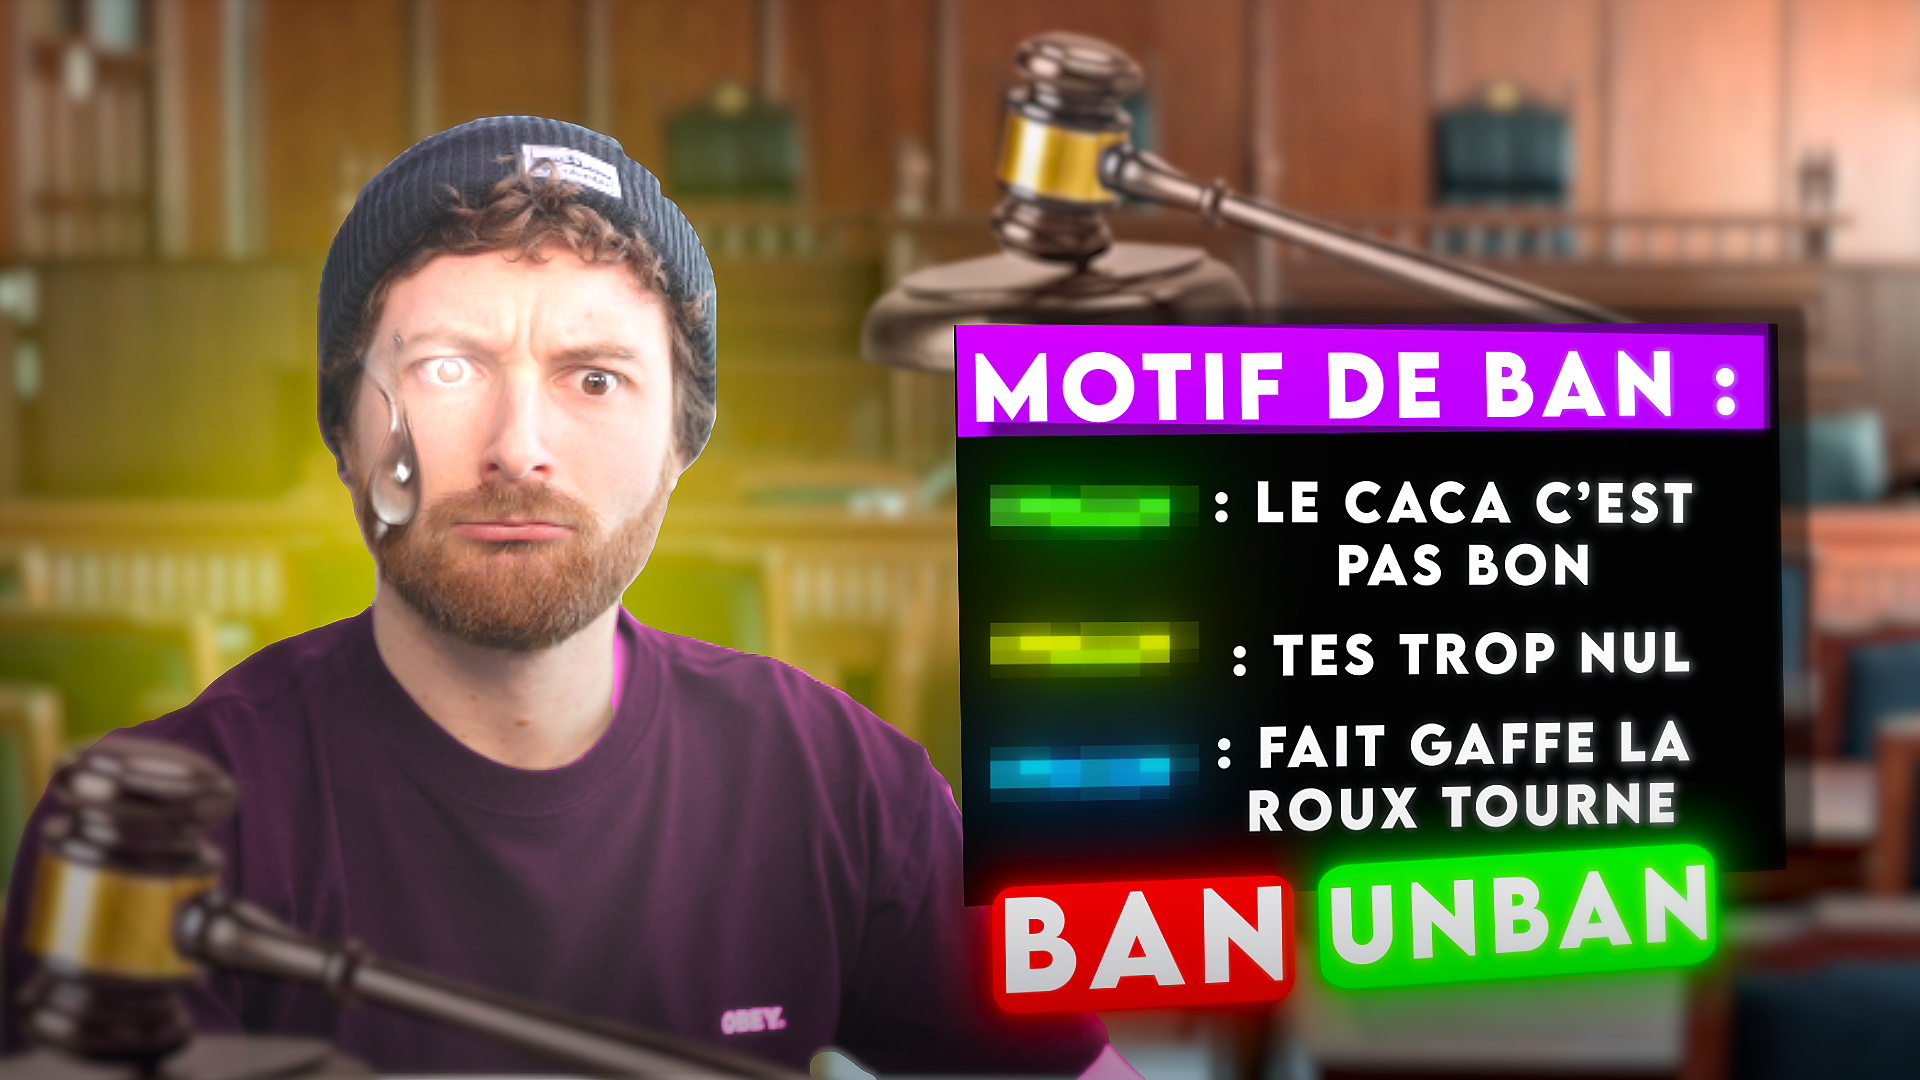 MOTIF DE BAN :
: LE CACA C'EST
PAS BON
: TES TROP NUL
: FAIT GAFFE LA
ROUX TOURNE
BAN UNBAN
OBEY.